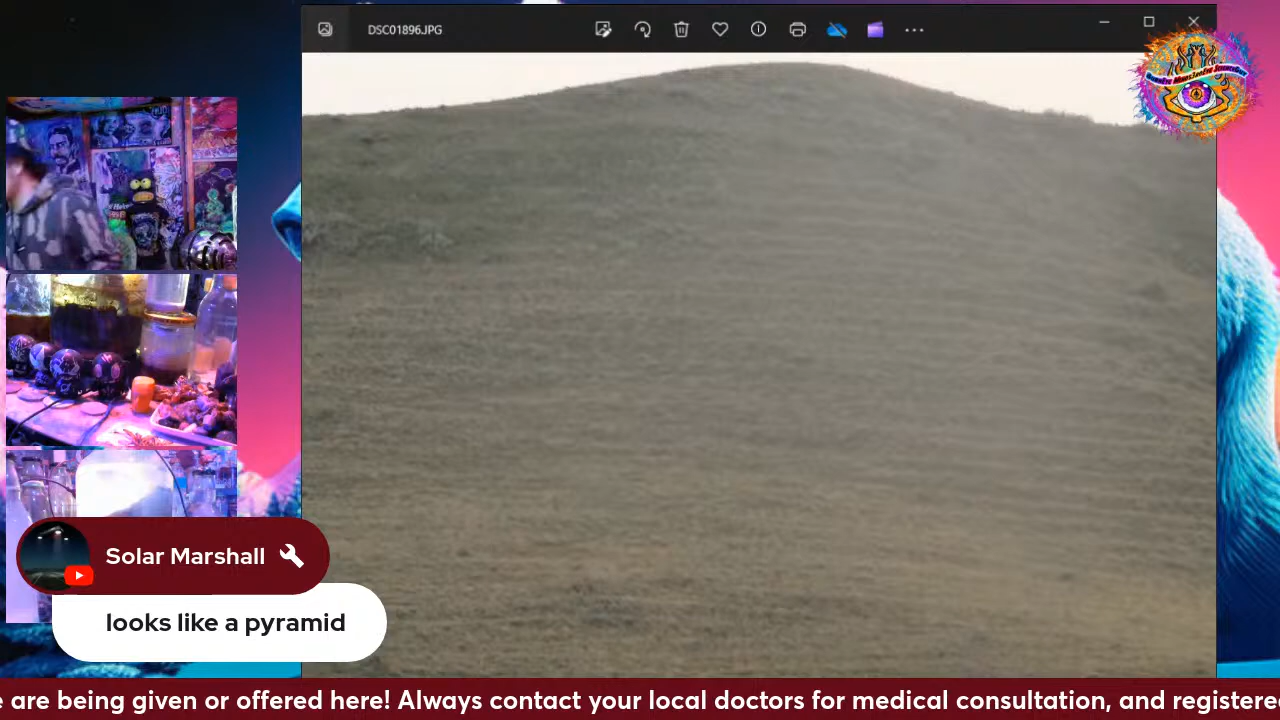 DSC01896.JPG
Solar Marshall
looks like a pyramid
are being given or offered here! Always contact your local doctors for medical consultation, and